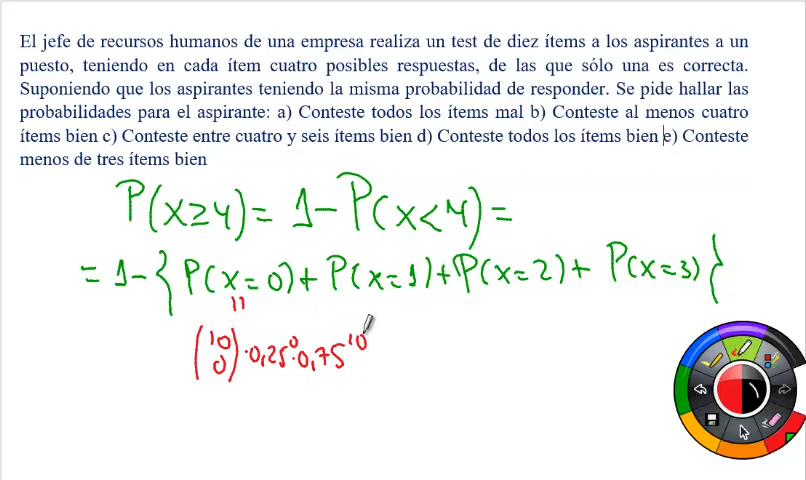 El jefe de recursos humanos de una empresa realiza un test de diez ítems a los aspirantes a un
puesto, teniendo en cada ítem cuatro posibles respuestas, de las que sólo una es correcta.
Suponiendo que los aspirantes teniendo la misma probabilidad de responder. Se pide hallar las
probabilidades para el aspirante: a) Conteste todos los ítems mal b) Conteste al menos cuatro
ítems bien c) Conteste entre cuatro y seis ítems bien d) Conteste todos los ítems bien e) Conteste
menos de tres ítems bien
P(x≥4) = 1 - P(x<4) =
= 1 - { P(x=0) + P(x=1) + P(x=2) + P(x=3) }
"
(10 0) · 0,25⁰ · 0,75¹⁰